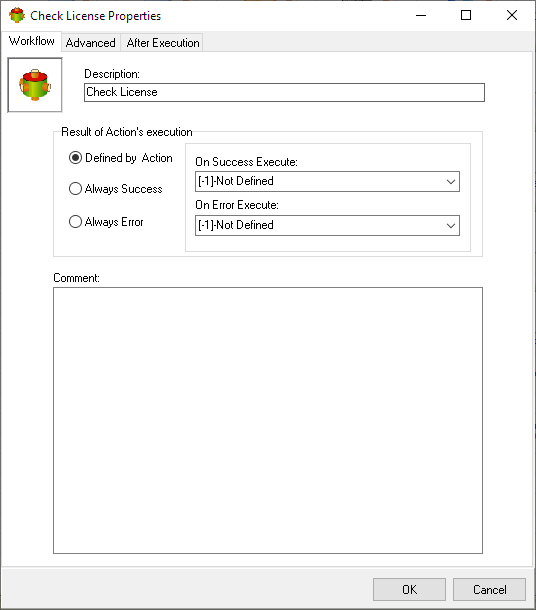 Check License Properties
Workflow
Advanced
After Execution
Description:
Check License
Result of Action's execution
Defined by Action
Always Success
Always Error
On Success Execute:
[-1]-Not Defined
On Error Execute:
[-1]-Not Defined
Comment:
OK
Cancel